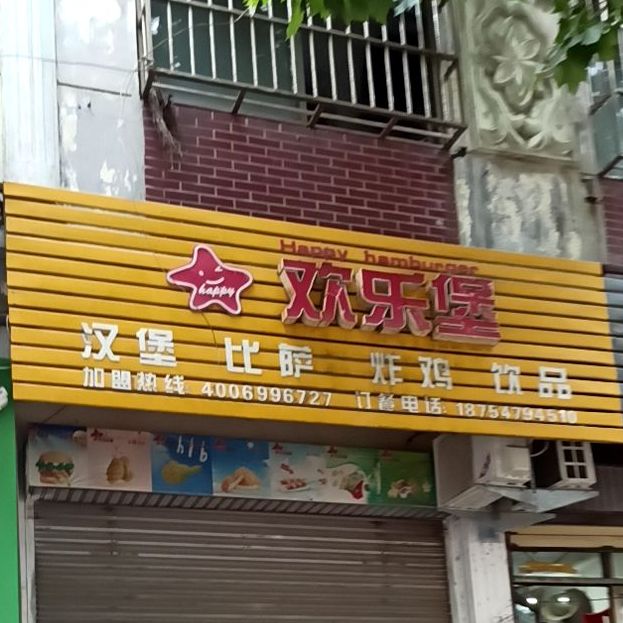 Happy hamburger
happy
欢乐堡
汉堡 比萨 炸鸡 饮品
加盟热线: 4006996727 订餐电话: 18754794510